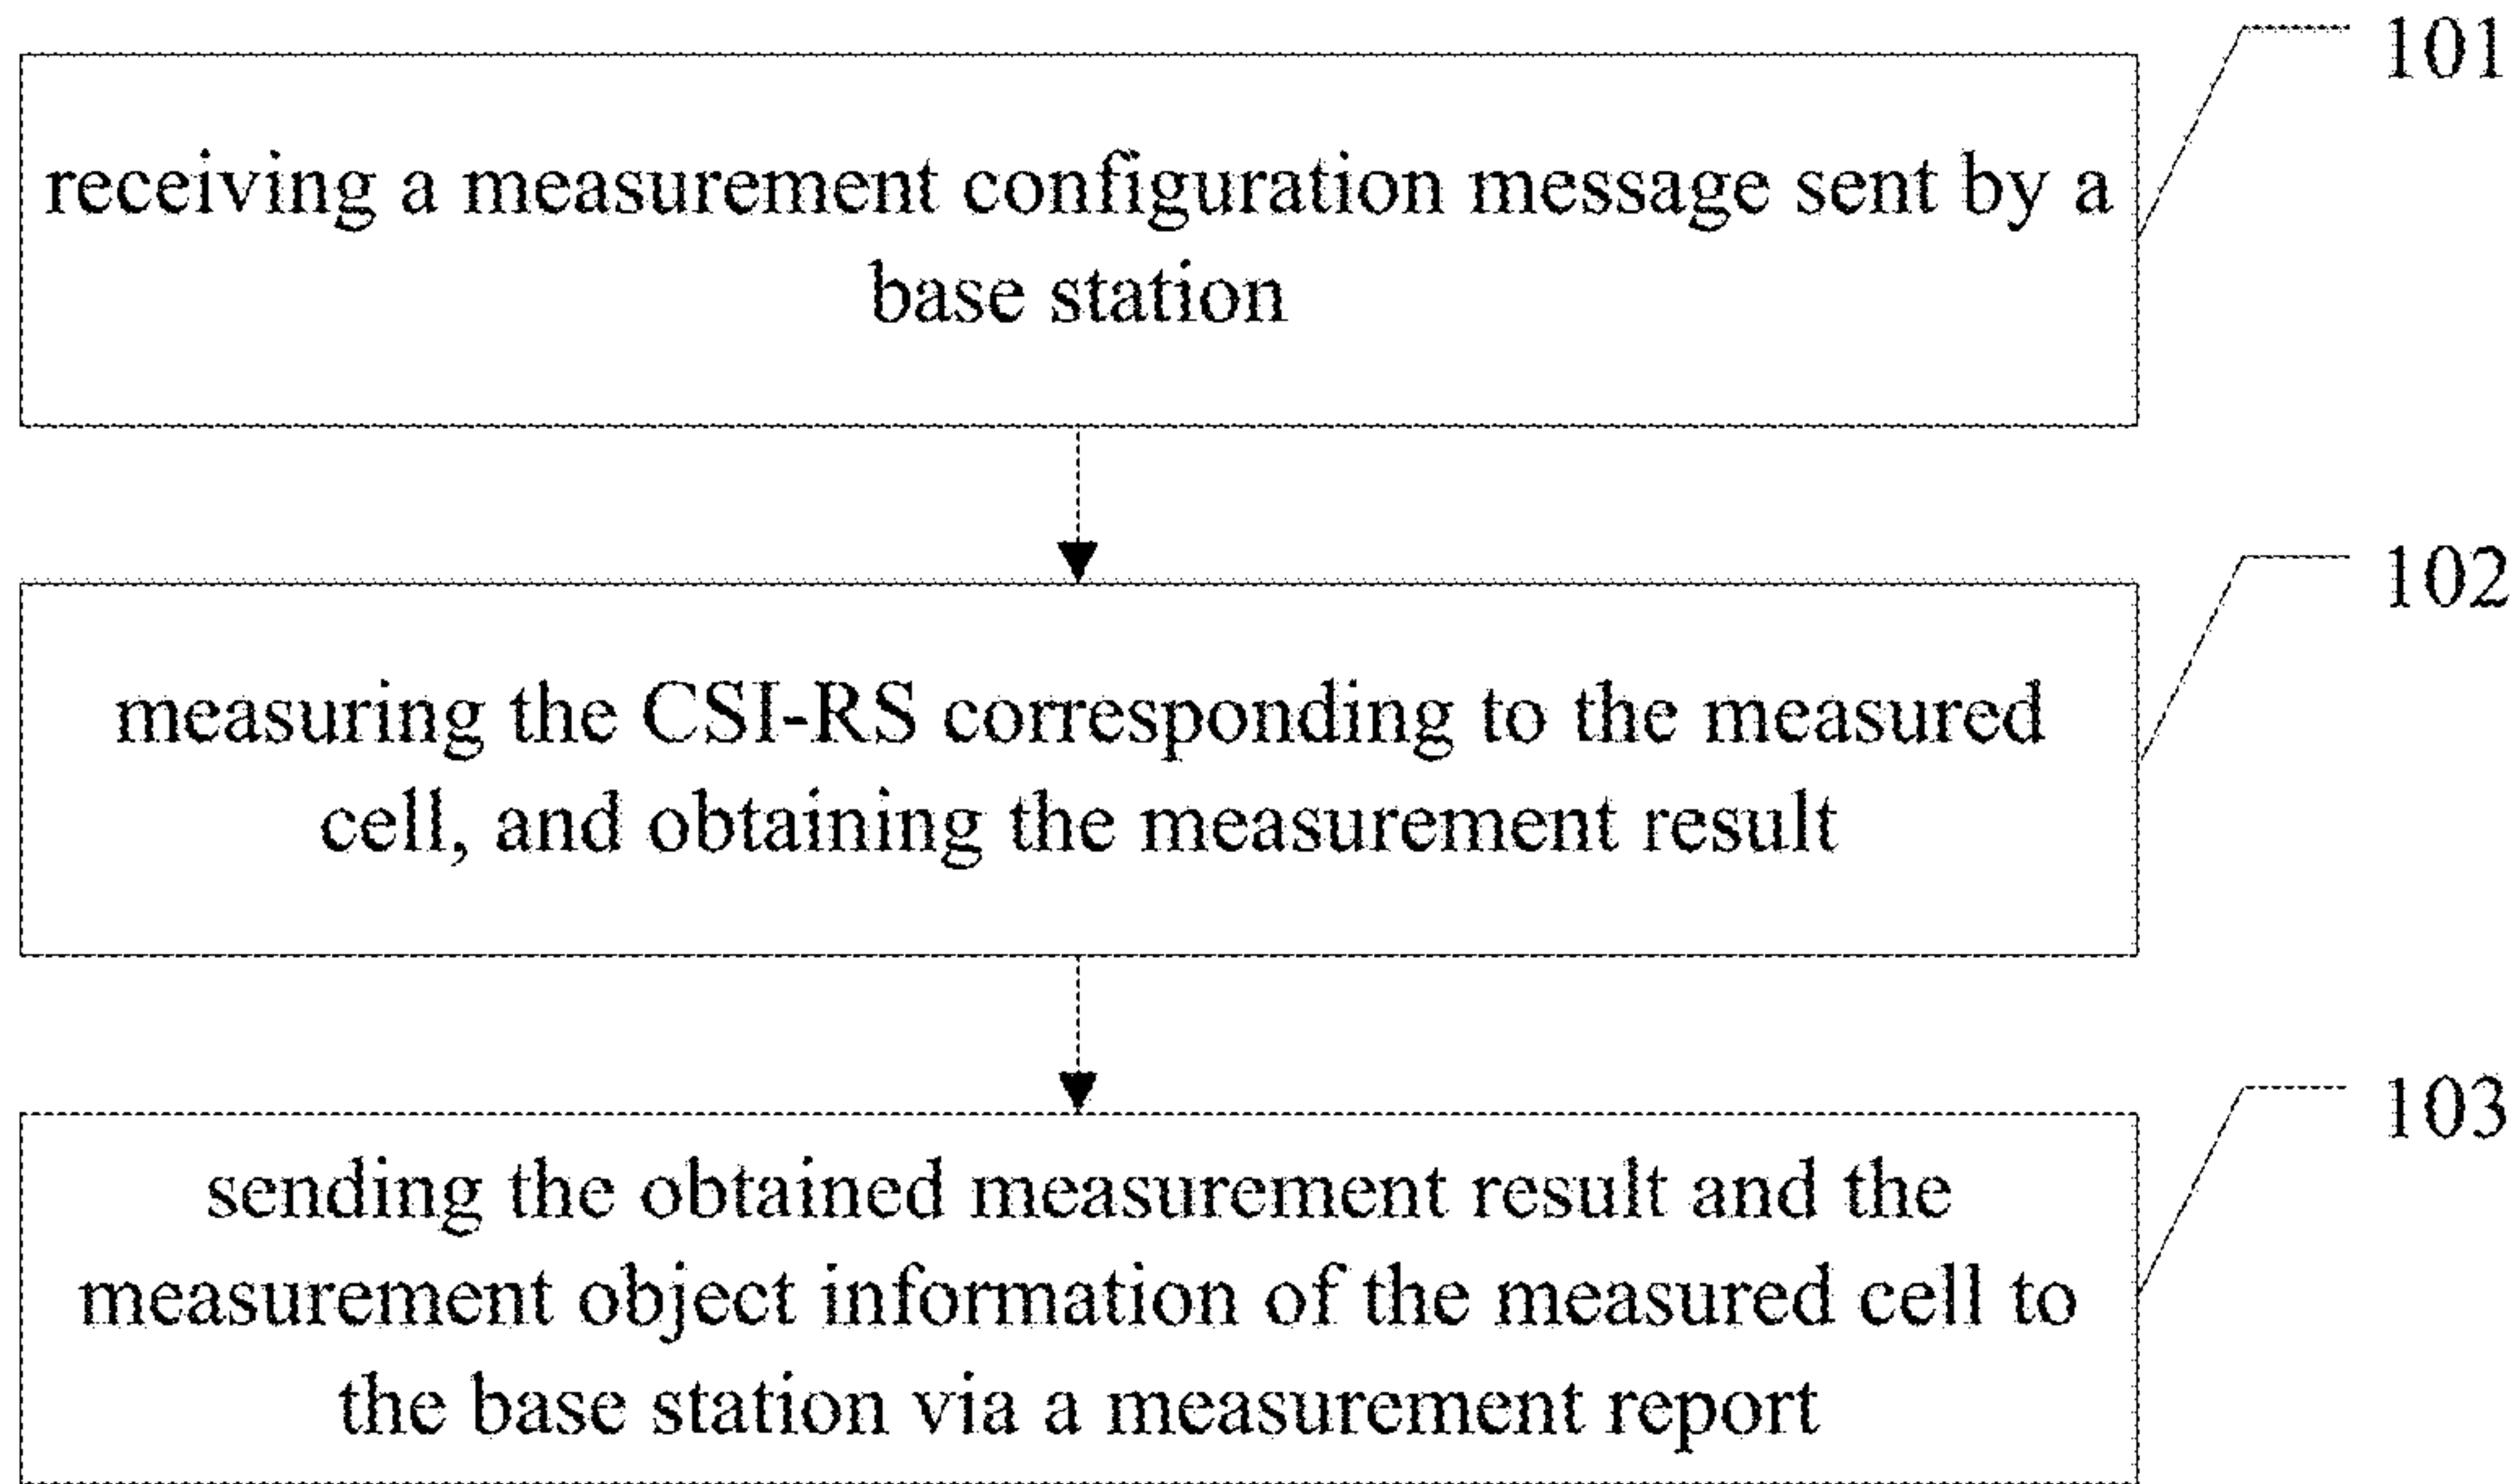 101
receiving a measurement configuration message sent by a
base station
102
measuring the CSI-RS corresponding to the measured
cell, and obtaining the measurement result
103
sending the obtained measurement result and the
measurement object information of the measured cell to
the base station via a measurement report